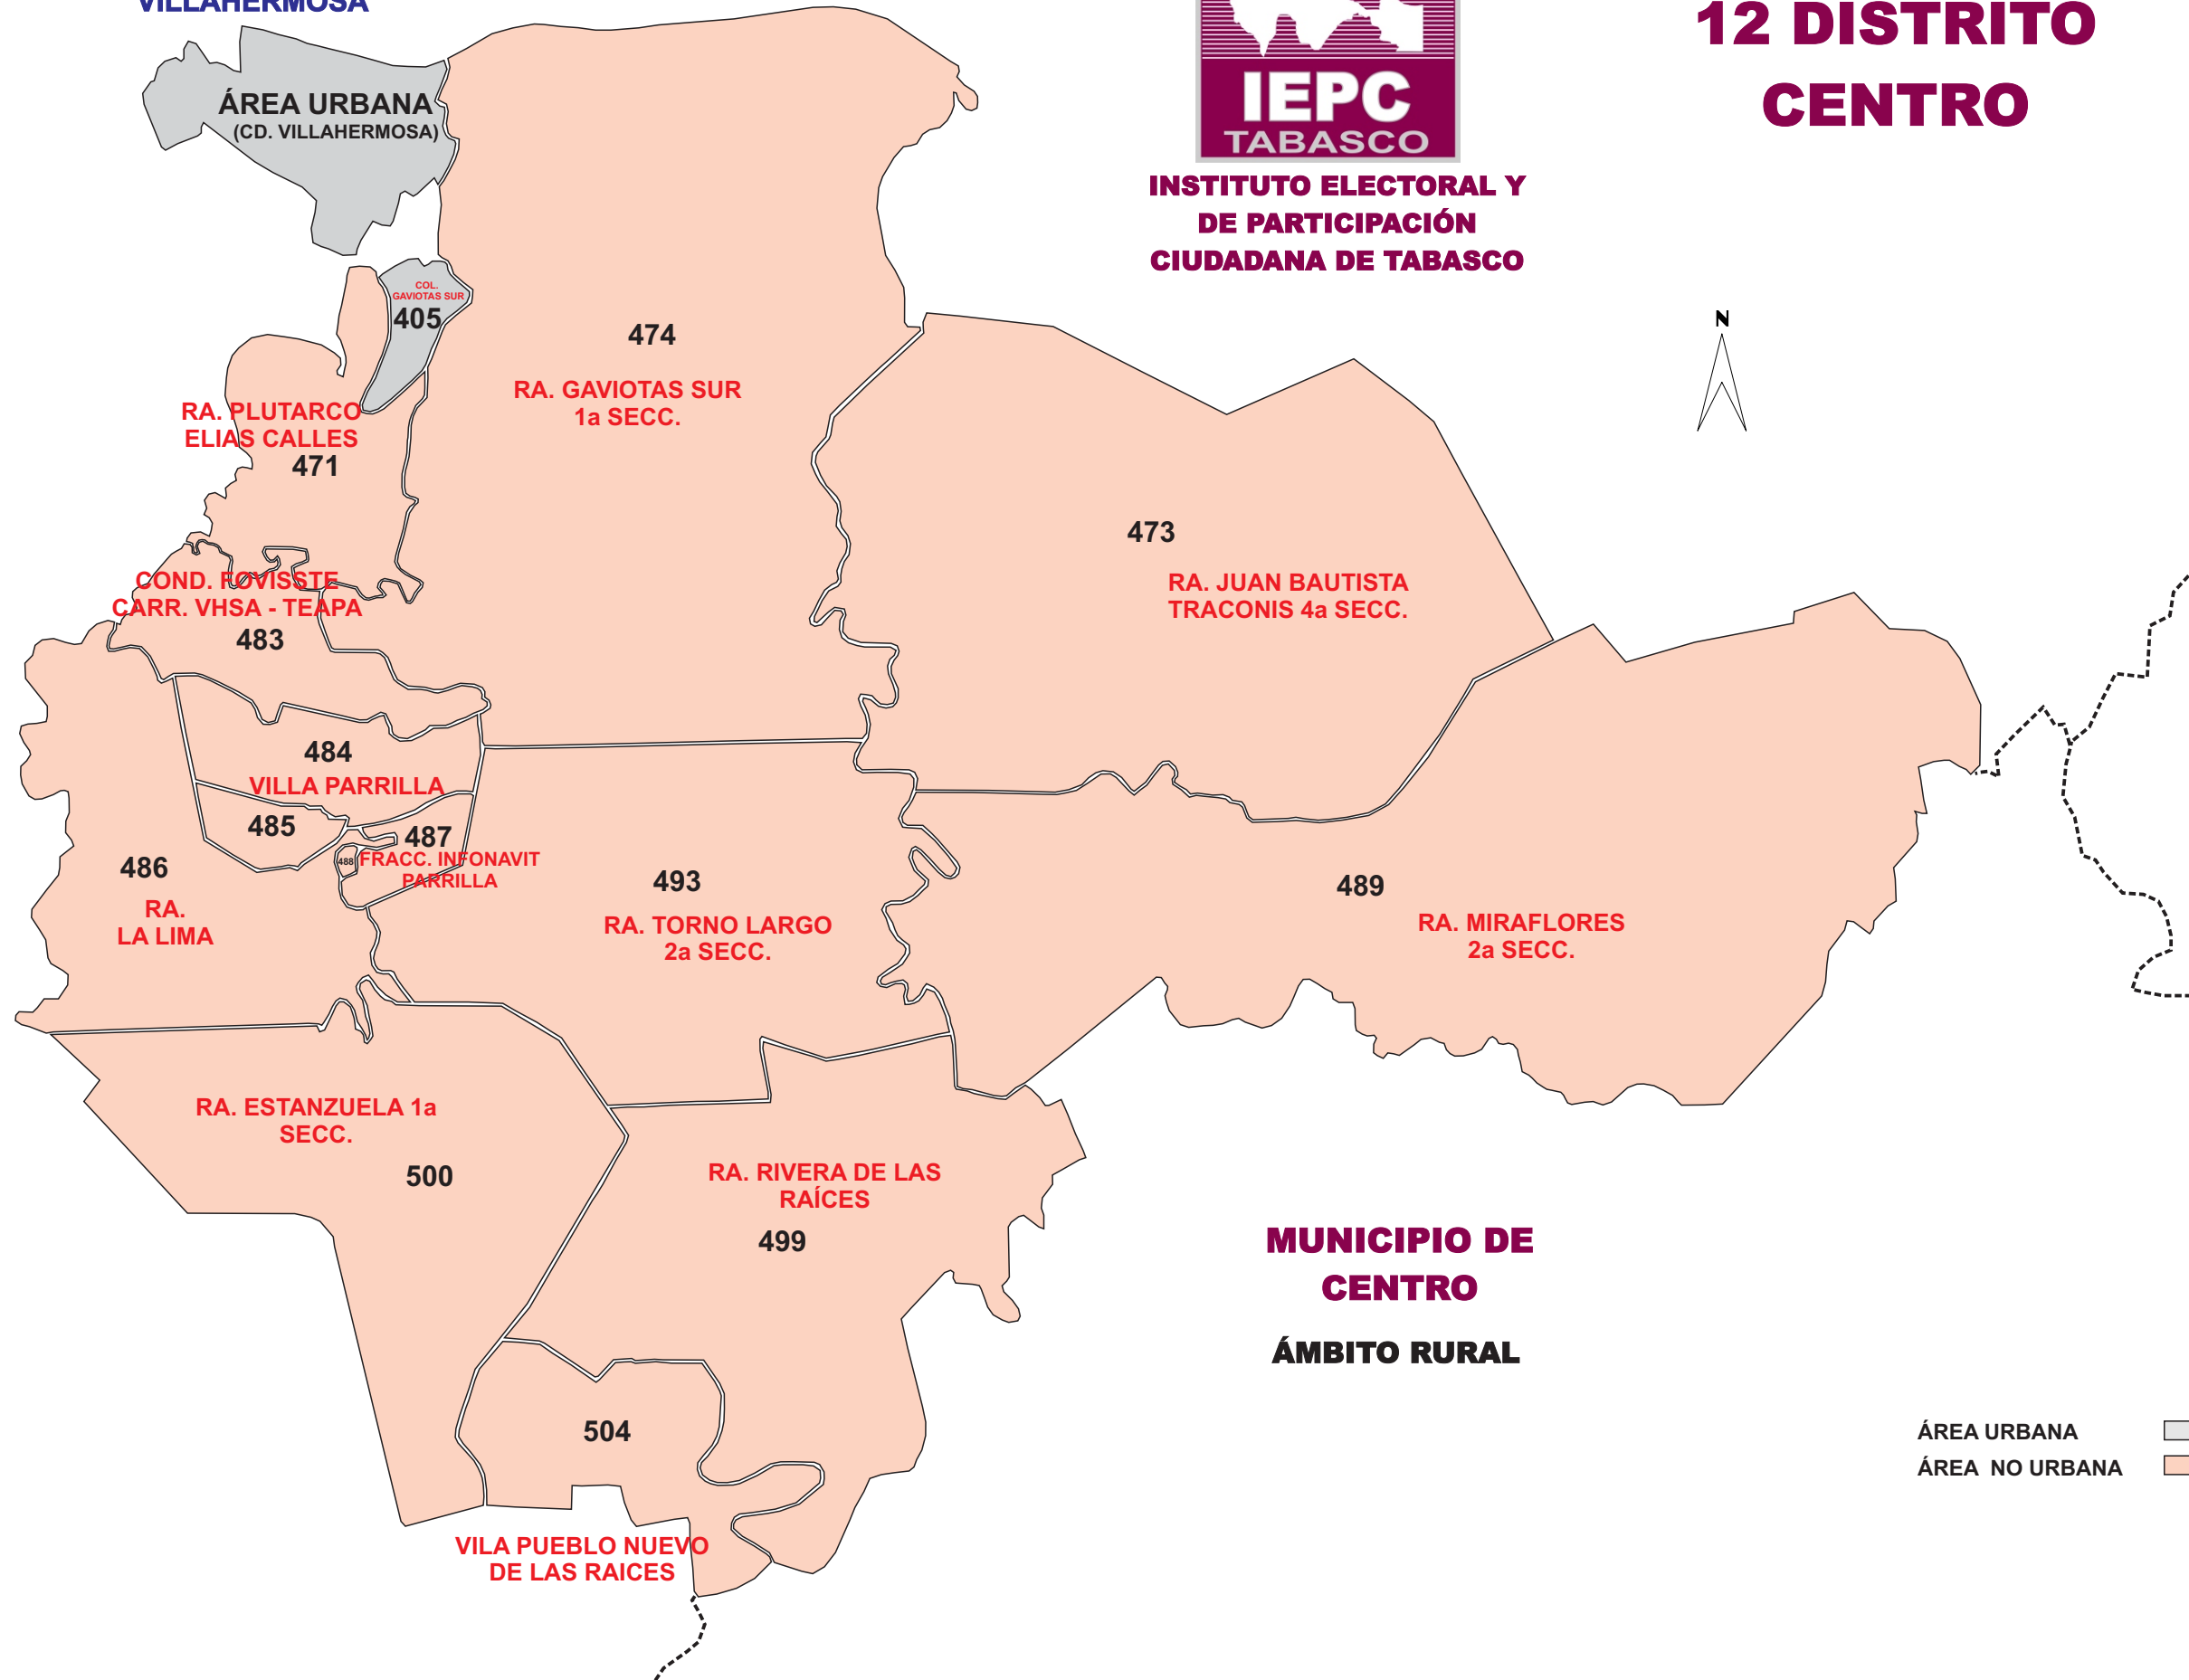 VILLAHERMOSA
12 DISTRITO
CENTRO
IEPC
TABASCO
INSTITUTO ELECTORAL Y
DE PARTICIPACIÓN
CIUDADANA DE TABASCO
ÁREA URBANA
(CD. VILLAHERMOSA)
COL.
GAVIOTAS SUR
405
N
474
RA. GAVIOTAS SUR
1a SECC.
RA. PLUTARCO
ELIAS CALLES
471
473
RA. JUAN BAUTISTA
TRACONIS 4a SECC.
COND. FOVISSTE
CARR. VHSA - TEAPA
483
484
VILLA PARRILLA
485
487
488
FRACC. INFONAVIT
PARRILLA
486
RA.
LA LIMA
493
RA. TORNO LARGO
2a SECC.
489
RA. MIRAFLORES
2a SECC.
RA. ESTANZUELA 1a
SECC.
500
RA. RIVERA DE LAS
RAÍCES
499
MUNICIPIO DE
CENTRO
ÁMBITO RURAL
504
VILA PUEBLO NUEVO
DE LAS RAICES
ÁREA URBANA
ÁREA  NO URBANA